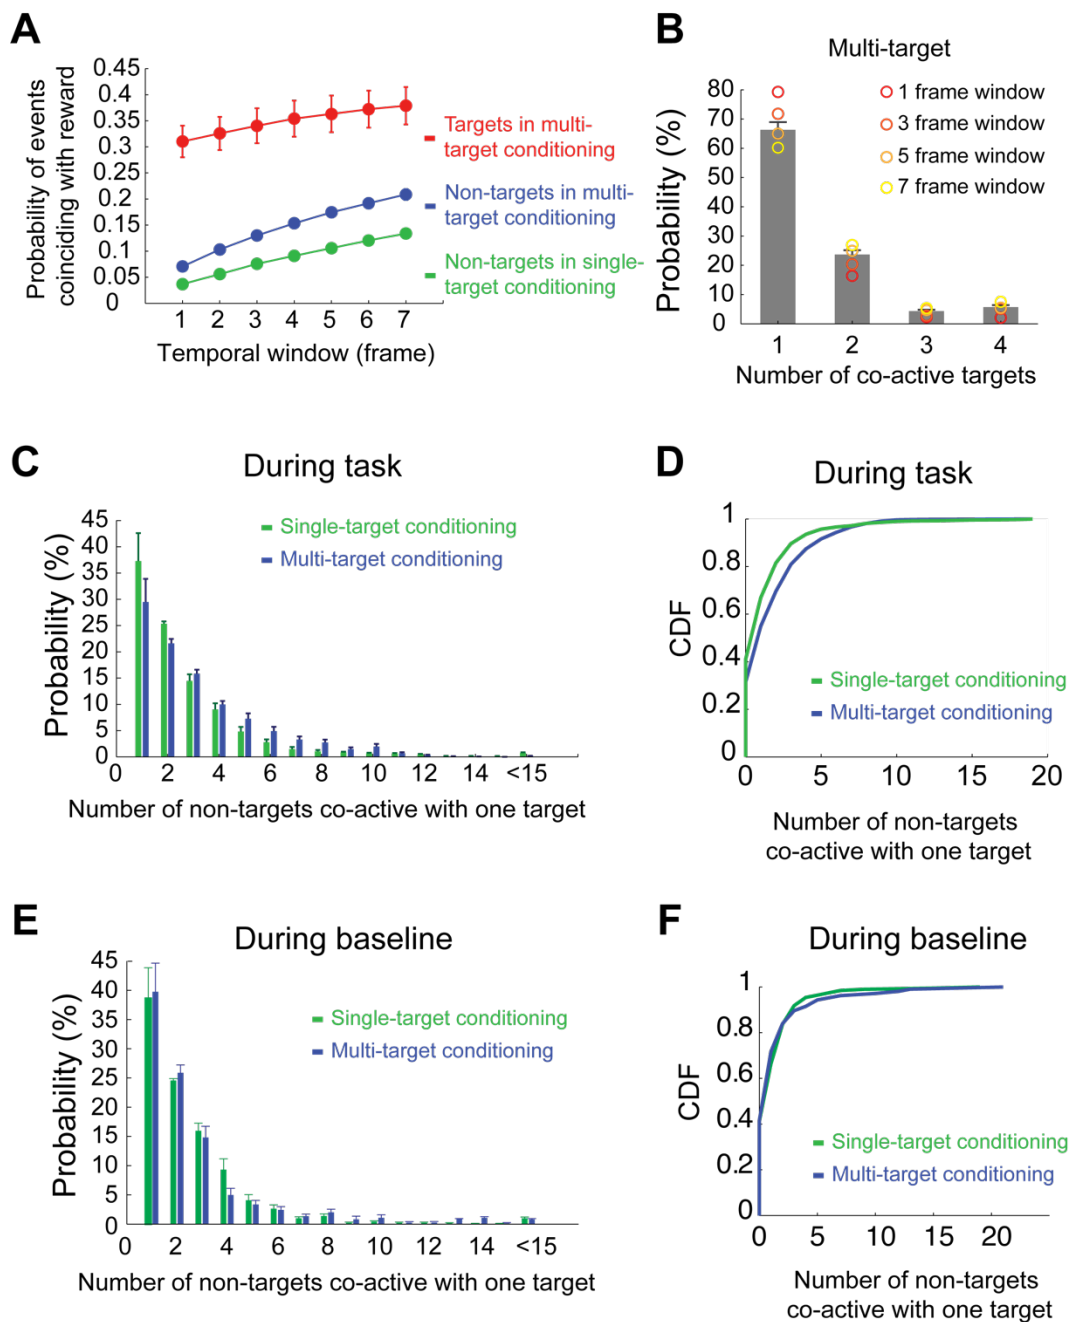 A
Probability of events
coinciding with reward
0.45
0.4
0.35
0.3
0.25
0.2
0.15
0.1
0.05
0
1 2 3 4 5 6 7
Temporal window (frame)
Targets in multi-
target conditioning
Non-targets in multi-
target conditioning
Non-targets in single-
target conditioning
B
Multi-target
Probability (%)
80
70
60
50
40
30
20
10
0
1 2 3 4
Number of co-active targets
1 frame window
3 frame window
5 frame window
7 frame window
C
During task
Probability (%)
45
40
35
30
25
20
15
10
5
0
0 2 4 6 8 10 12 14 <15
Number of non-targets co-active with one target
Single-target conditioning
Multi-target conditioning
D
During task
CDF
1
0.8
0.6
0.4
0.2
0
0 5 10 15 20
Number of non-targets
co-active with one target
Single-target conditioning
Multi-target conditioning
E
During baseline
Probability (%)
45
40
35
30
25
20
15
10
5
0
0 2 4 6 8 10 12 14 <15
Number of non-targets co-active with one target
Single-target conditioning
Multi-target conditioning
F
During baseline
CDF
1
0.8
0.6
0.4
0.2
0
0 5 10 15 20
Number of non-targets
co-active with one target
Single-target conditioning
Multi-target conditioning